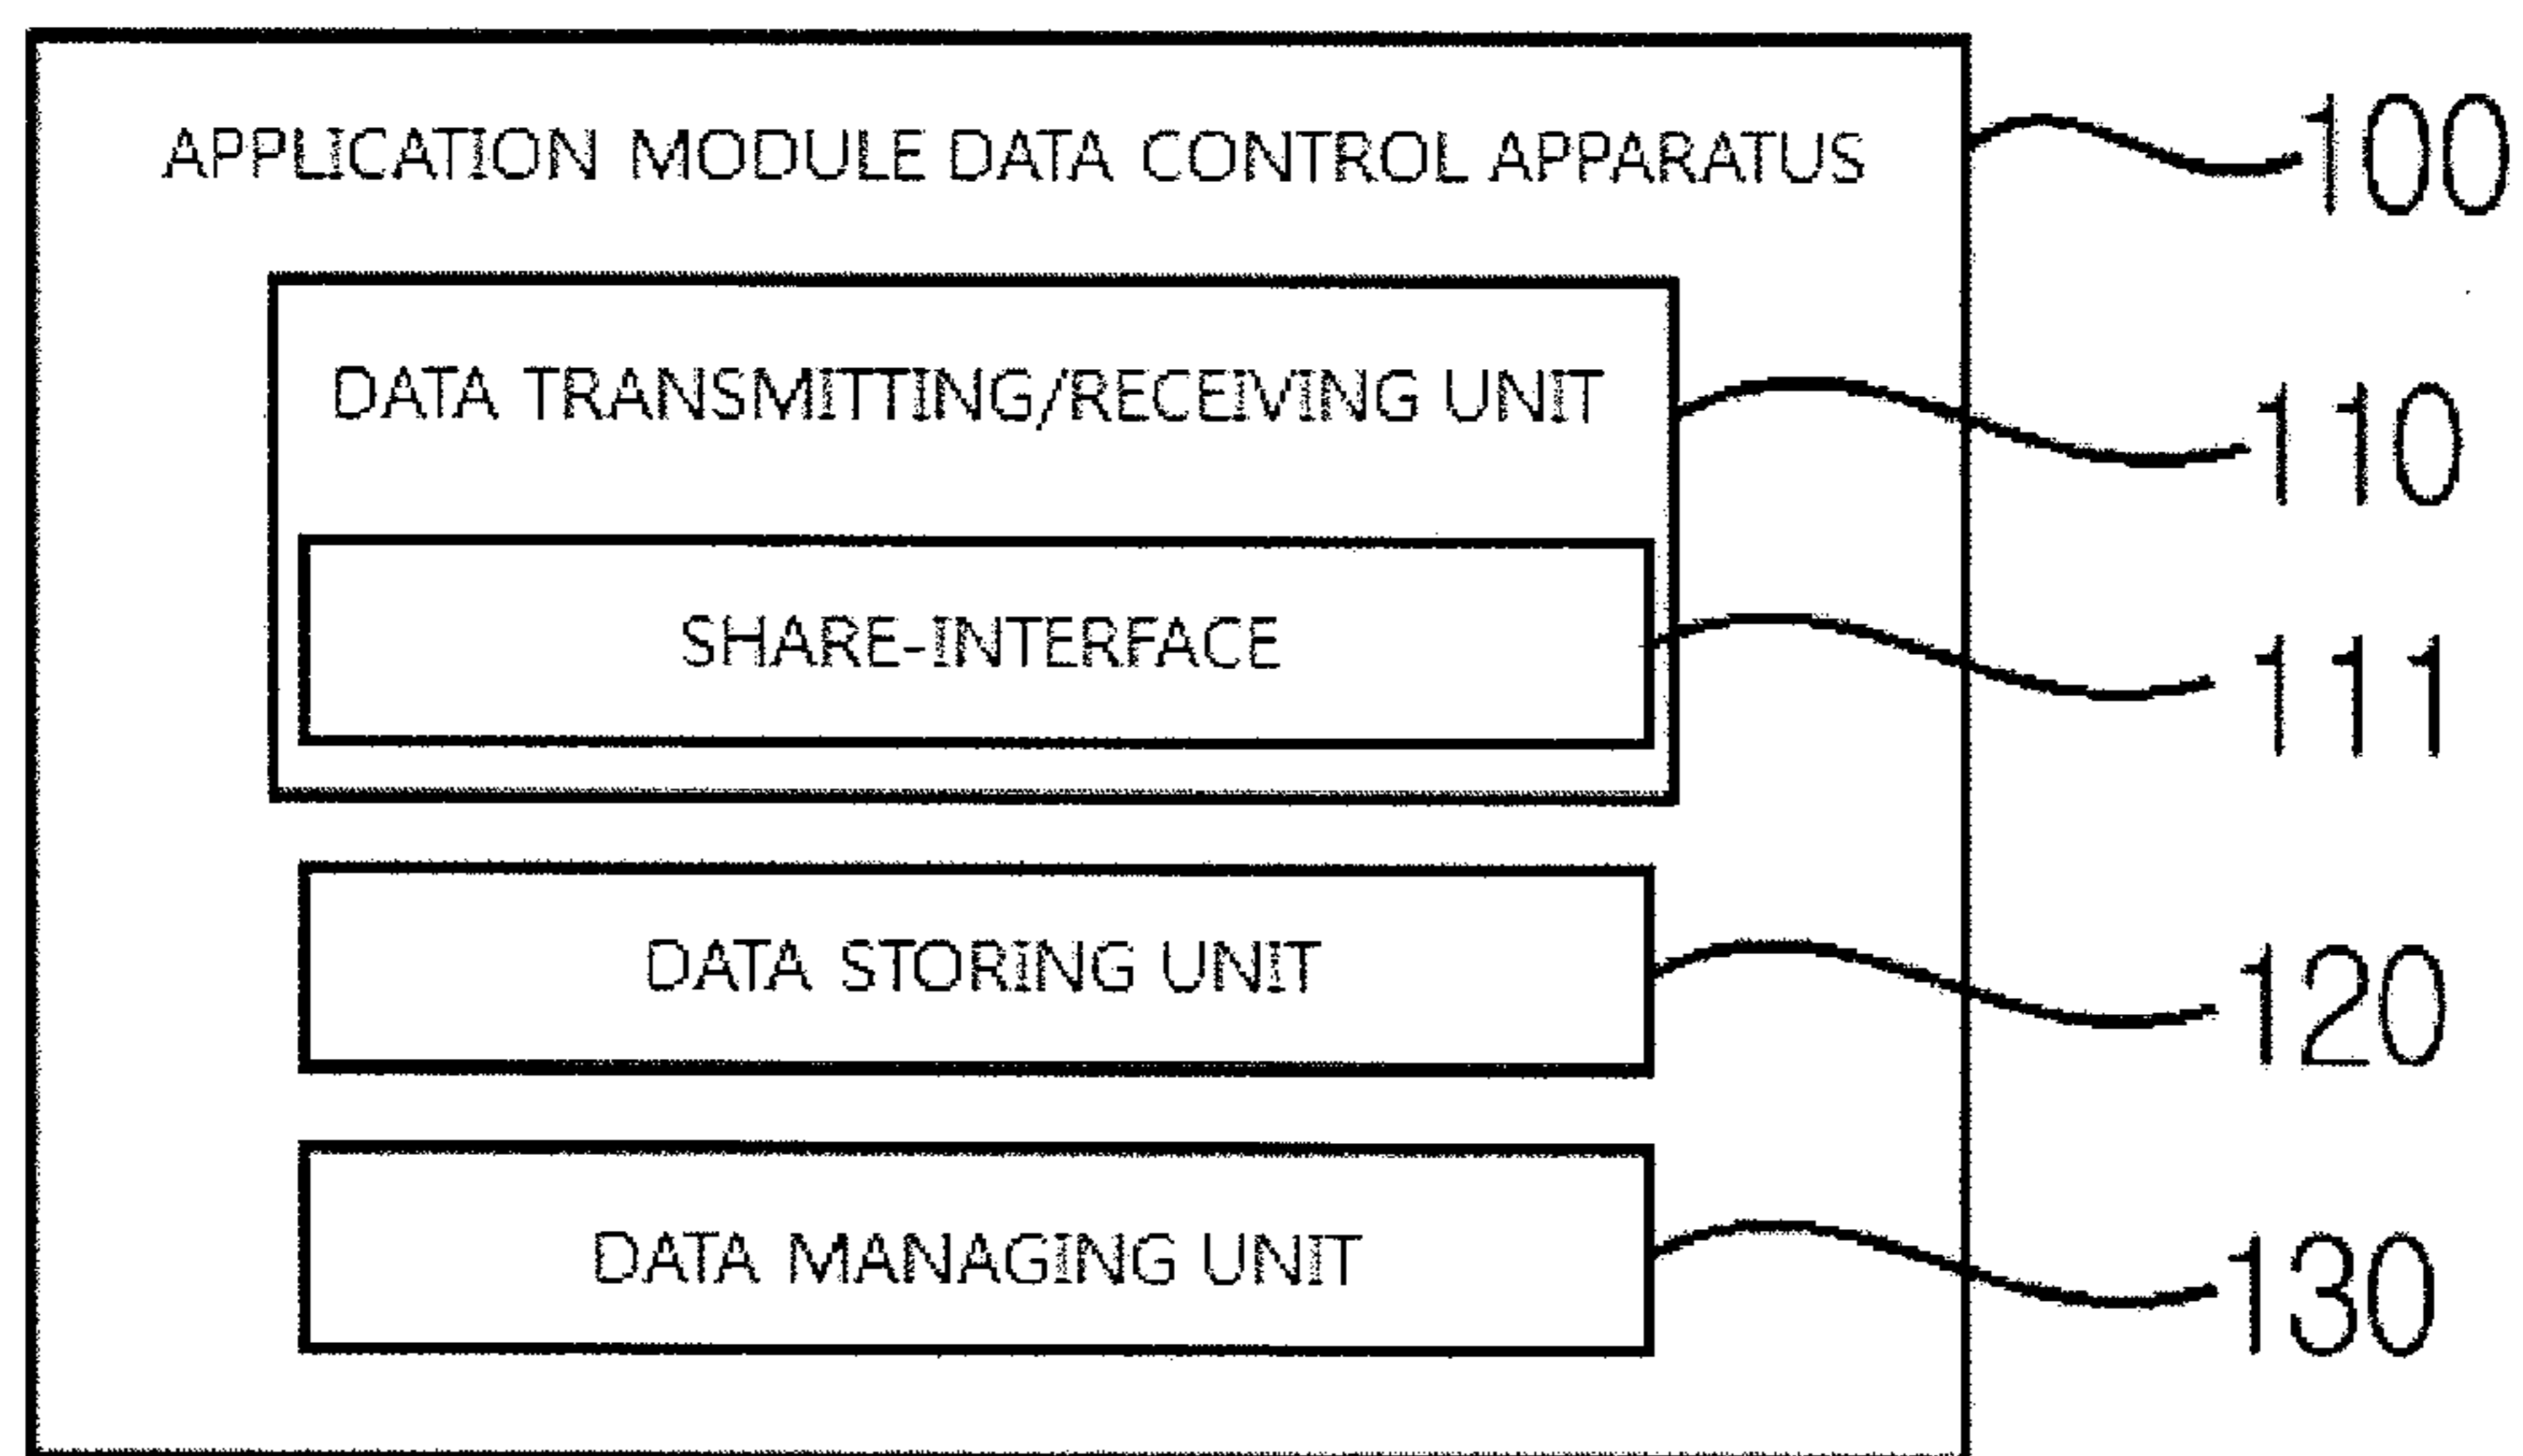 APPLICATION MODULE DATA CONTROL APPARATUS
100
DATA TRANSMITTING/RECEIVING UNIT
110
SHARE-INTERFACE
111
DATA STORING UNIT
120
DATA MANAGING UNIT
130